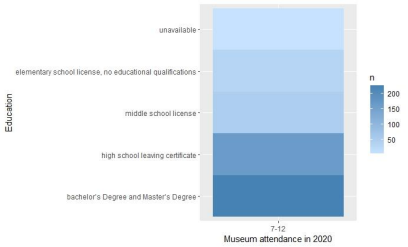 unavailable
elementary school license, no educational qualifications
middle school license
high school leaving certificate
bachelor's Degree and Master's Degree
Education
7-12
Museum attendance in 2020
n
200
150
100
50